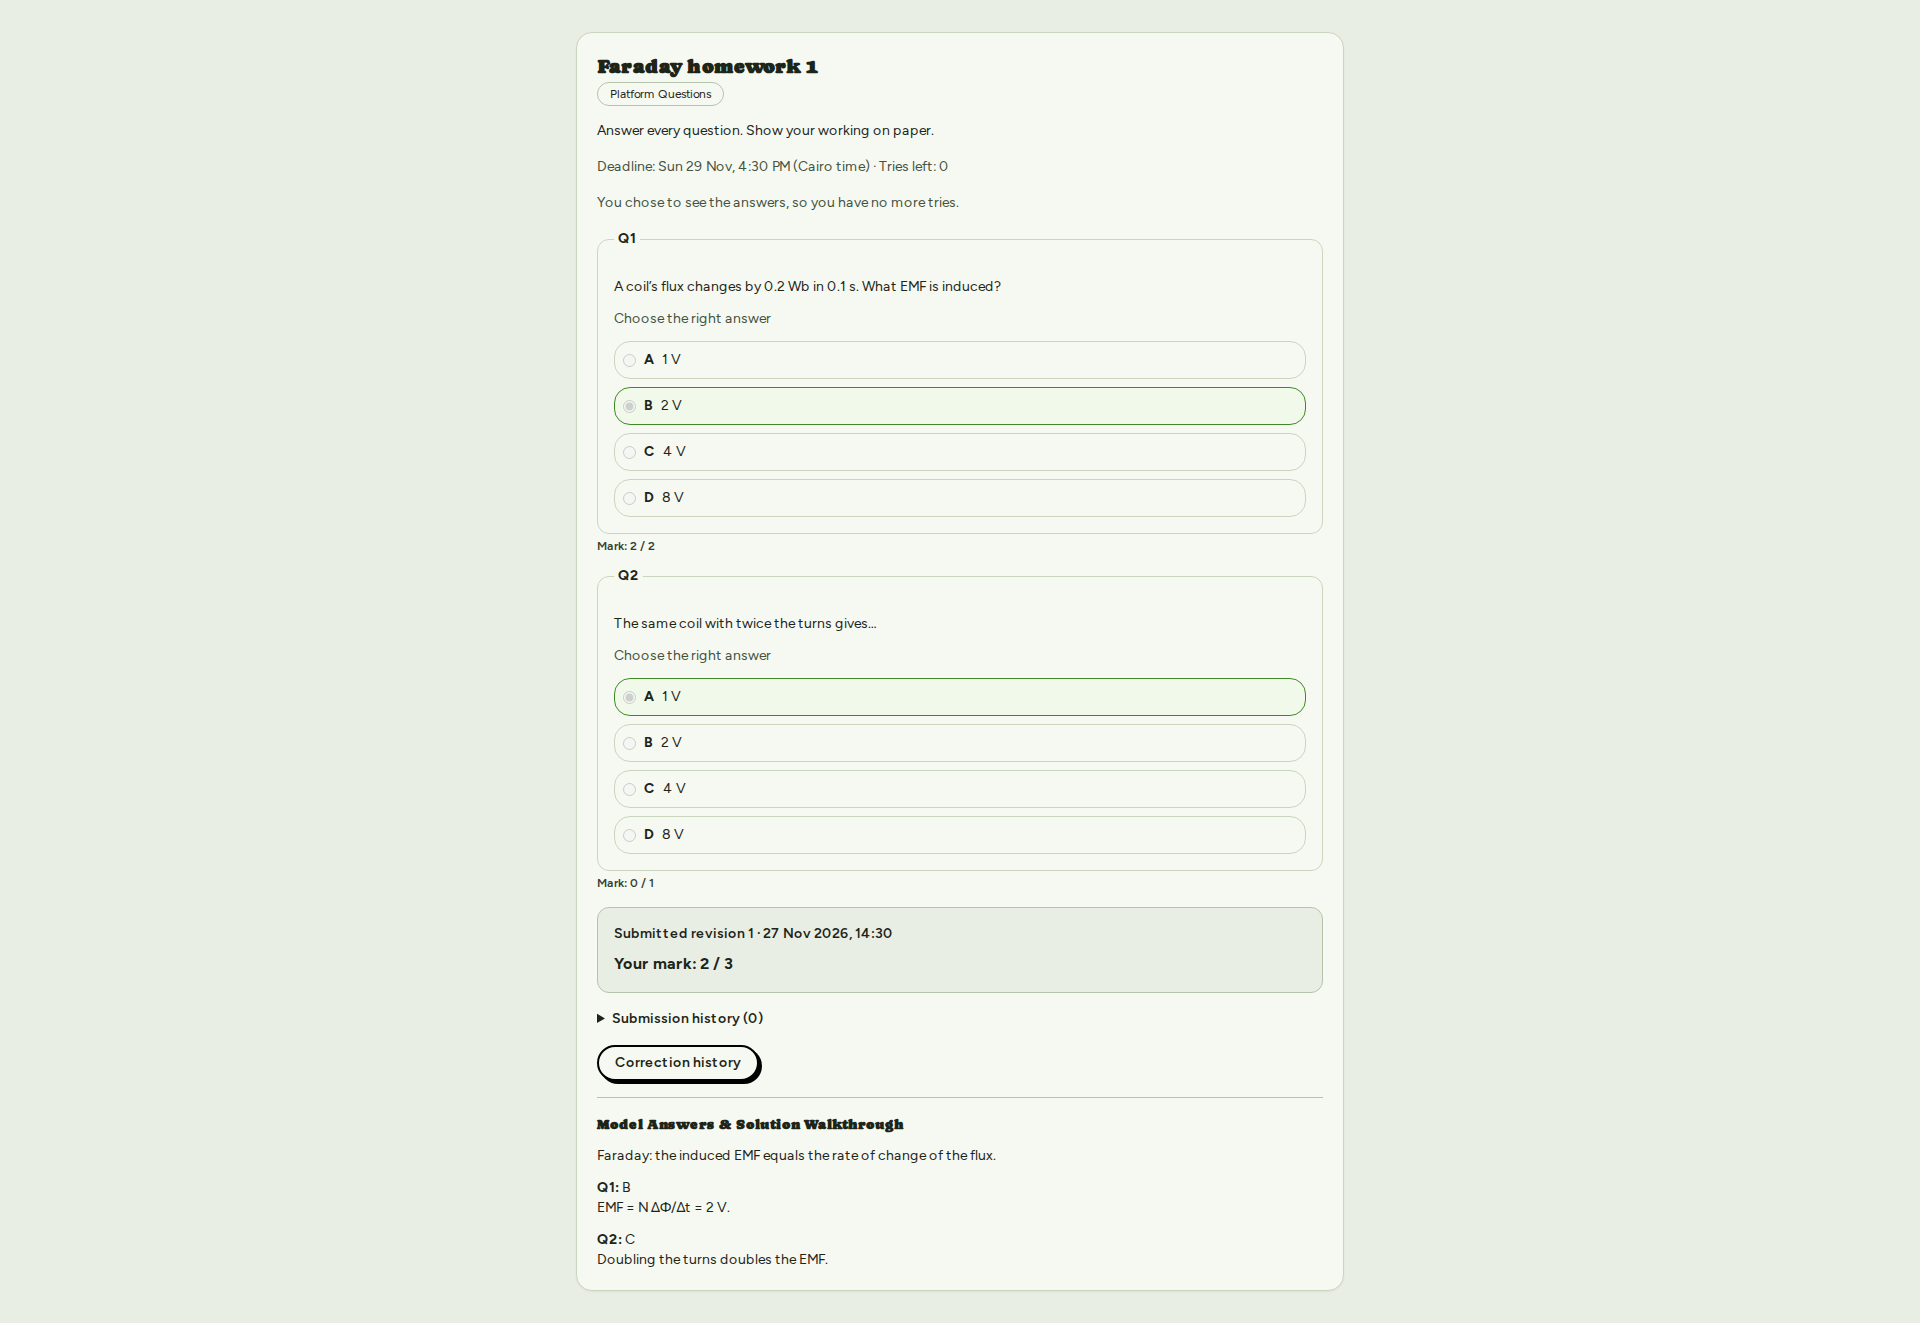 Faraday homework 1
Platform Questions
Answer every question. Show your working on paper.
Deadline: Sun 29 Nov, 4:30 PM (Cairo time) · Tries left: 0
You chose to see the answers, so you have no more tries.
Q1
A coil’s flux changes by 0.2 Wb in 0.1 s. What EMF is induced?
Choose the right answer
A 1 V
B 2 V
C 4 V
D 8 V
Mark: 2 / 2
Q2
The same coil with twice the turns gives…
Choose the right answer
A 1 V
B 2 V
C 4 V
D 8 V
Mark: 0 / 1
Submitted revision 1 · 27 Nov 2026, 14:30
Your mark: 2 / 3
Submission history (0)
Correction history
Model Answers & Solution Walkthrough
Faraday: the induced EMF equals the rate of change of the flux.
Q1: B
EMF = N ΔΦ/Δt = 2 V.
Q2: C
Doubling the turns doubles the EMF.